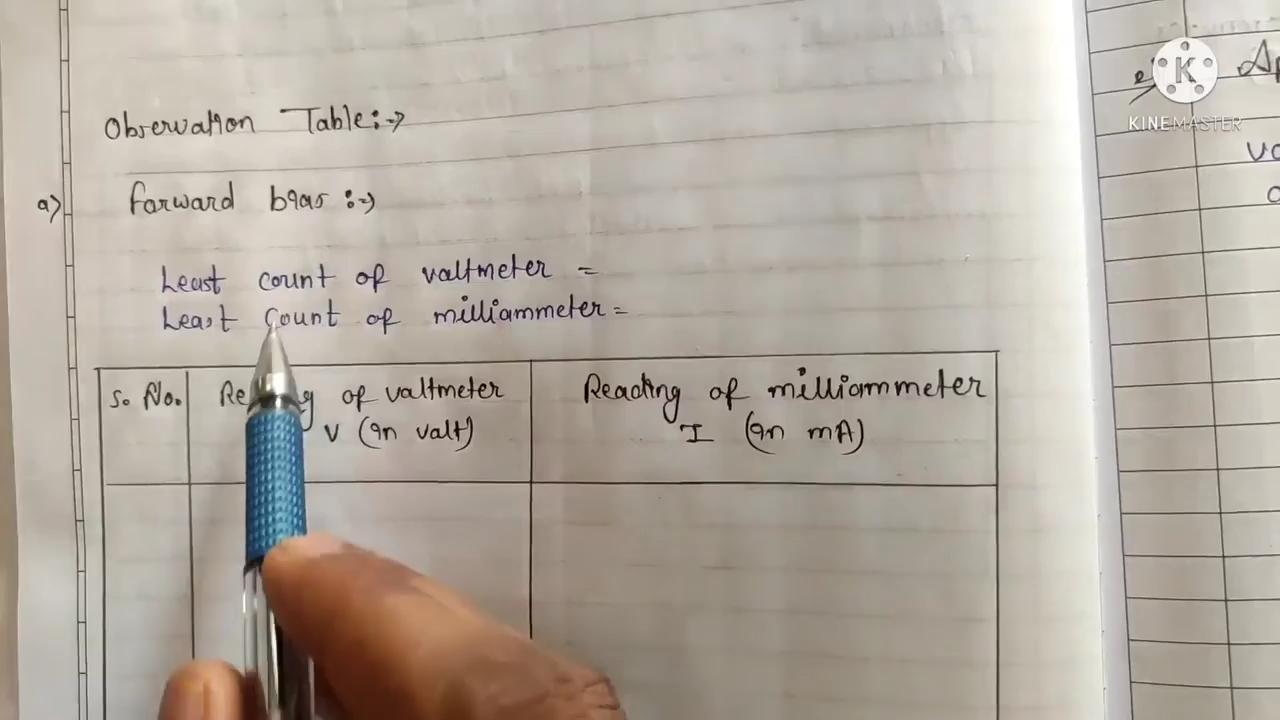 Observation Table:->
a) Forward bias :->
Least count of valtmeter =
Least count of milliammeter =
S. No. of valtmeter Reading of milliammeter
V (in valt) I (in mA)
K
KINEMASTER